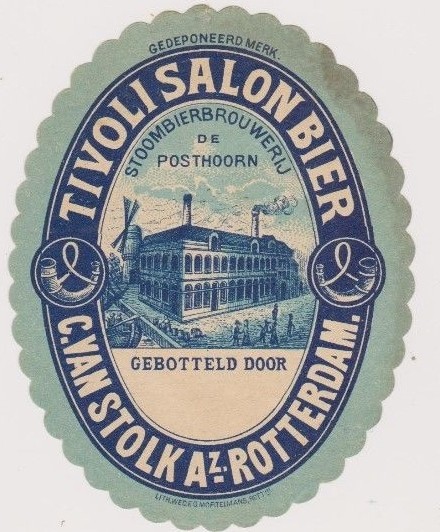 GEDEPONEERD MERK.
TIVOLI SALON BIER
STOOMBIERBROUWERIJ
DE
POSTHOORN
GEBOTTELD DOOR
C. VAN STOLK AZ. ROTTERDAM.